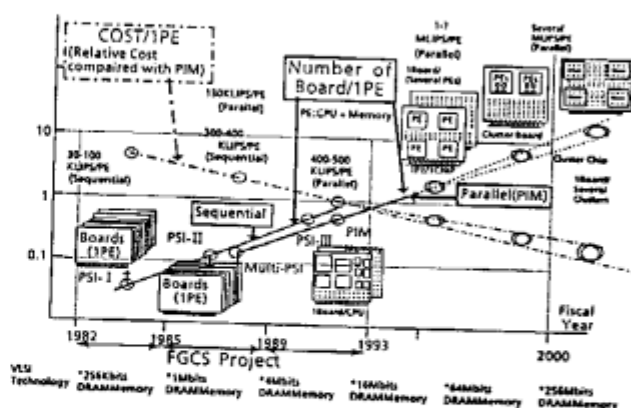 COST/1PE
(Relative Cost
compaired with PIM)
Number of
Board/1PE
PE:CPU + Memory
150KLIPS/PE
(Parallel)
300-400
KLIPS/PE
(Sequential)
30-100
KLIPS/PE
(Sequential)
400-500
KLIPS/PE
(Parallel)
MLIPS/PE
(Parallel)
1Board/
(Several PEs)
Several
MLIPS/PE
(Parallel)
PE
PE
PE
PE
Cluster board
Cluster Chip
1Board/
Several
Clusters
Parallel(PIM)
Sequential
10
1
0.1
Boards
(1PE)
PSI-I
PSI-II
Boards
(1PE)
Multi-PSI
PSI-III
PIM
1Board/CPU
Fiscal
Year
1982
1985
1989
1993
2000
FGCS Project
VLSI
Technology
*256Kbits
DRAMMemory
*1Mbits
DRAMMemory
*4Mbits
DRAMMemory
*16Mbits
DRAMMemory
*64Mbits
DRAMMemory
*256Mbits
DRAMMemory